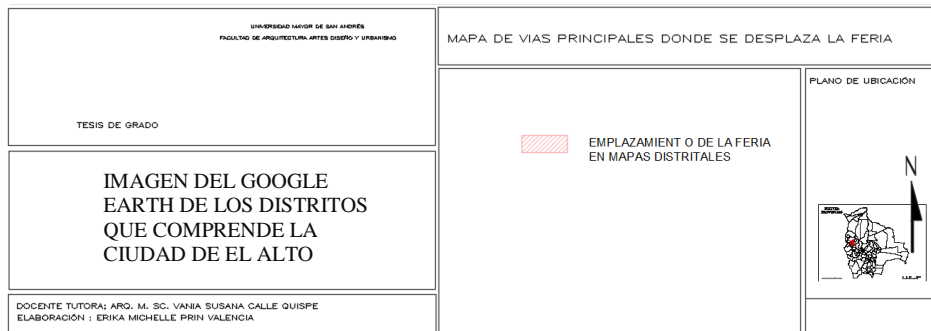 UNIVERSIDAD MAYOR DE SAN ANDRÉS
FACULTAD DE ARQUITECTURA ARTES DISEÑO Y URBANISMO
TESIS DE GRADO
IMAGEN DEL GOOGLE
EARTH DE LOS DISTRITOS
QUE COMPRENDE LA
CIUDAD DE EL ALTO
DOCENTE TUTORA; ARQ. M. SC. VANIA SUSANA CALLE QUISPE
ELABORACIÓN : ERIKA MICHELLE PRIN VALENCIA
MAPA DE VIAS PRINCIPALES DONDE SE DESPLAZA LA FERIA
EMPLAZAMIENT O DE LA FERIA
EN MAPAS DISTRITALES
PLANO DE UBICACIÓN
N